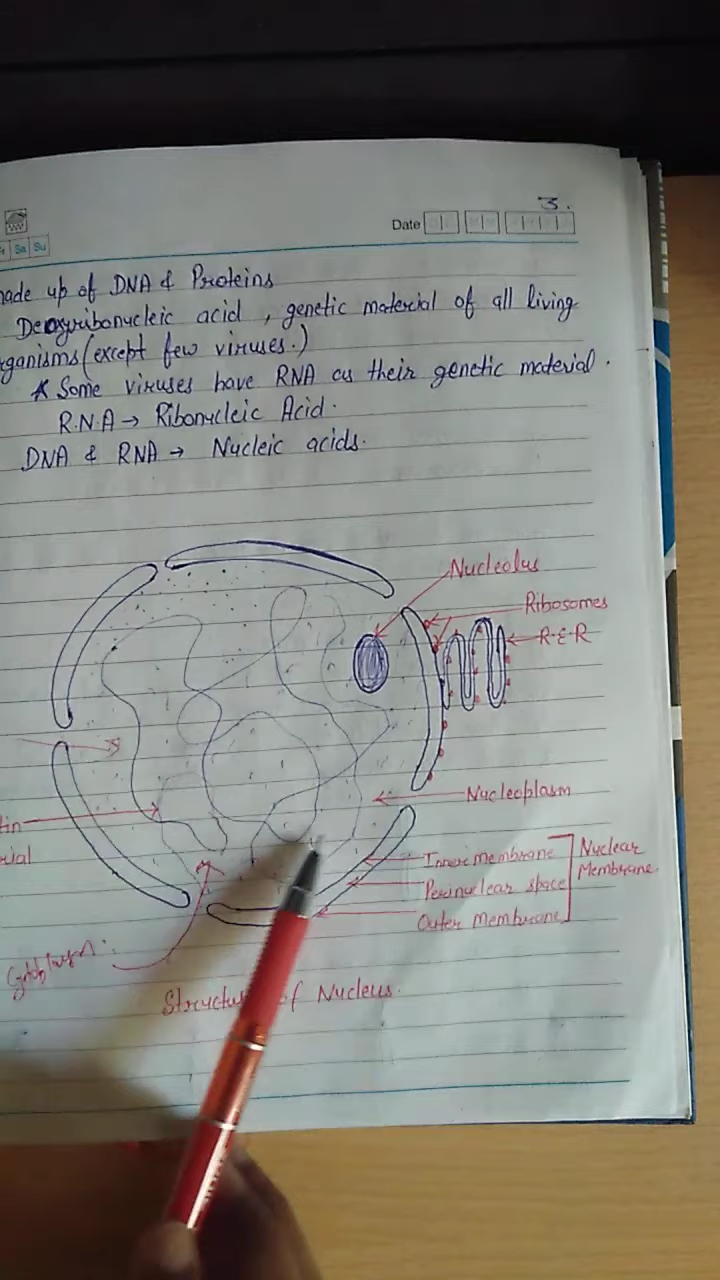 3.
Date
Sa Su
made up of DNA & Proteins
Deoxyribonucleic acid, genetic material of all living
organisms (except few viruses.)
* Some viruses have RNA as their genetic material.
R.N.A → Ribonucleic Acid.
DNA & RNA → Nucleic acids.
Nucleolus
Ribosomes
R.E.R
Nucleoplasm
Inner membrane
Perinuclear space
Outer Membrane
Nuclear
Membrane
Structure of Nucleus.